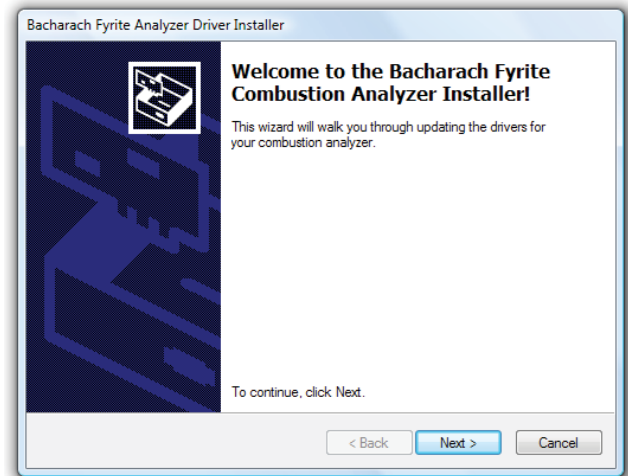 Bacharach Fyrite Analyzer Driver Installer
Welcome to the Bacharach Fyrite
Combustion Analyzer Installer!
This wizard will walk you through updating the drivers for
your combustion analyzer.
To continue, click Next.
< Back Next > Cancel